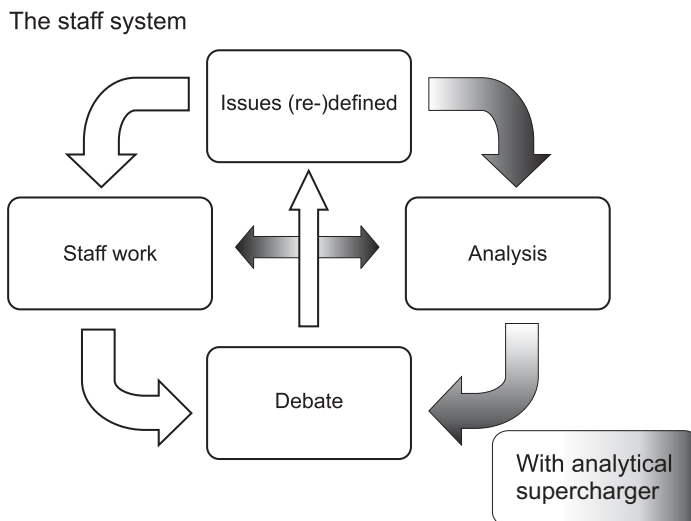 The staff system
Issues (re-)defined
Staff work
Analysis
Debate
With analytical
supercharger